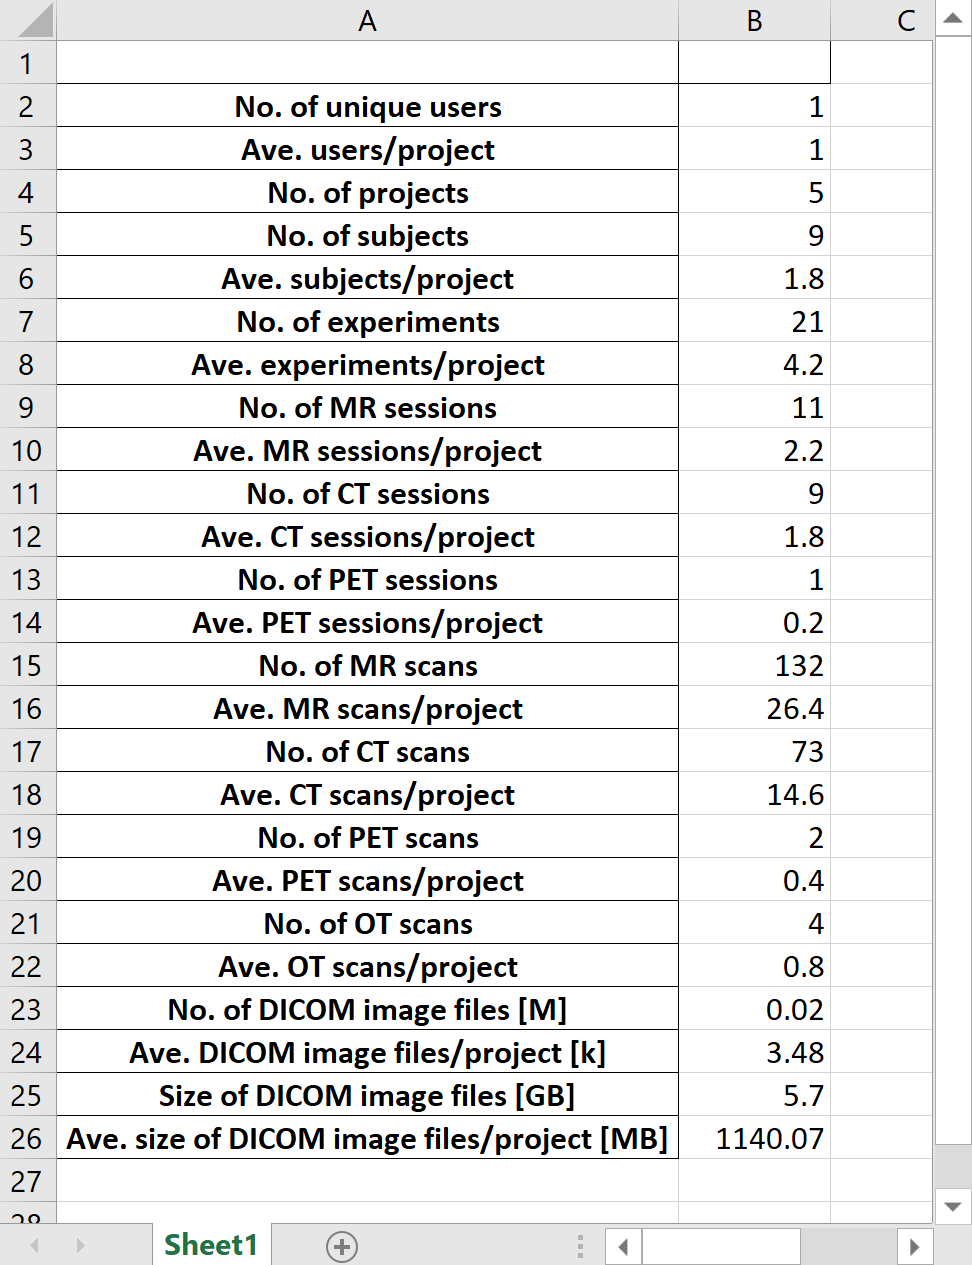 A B C
1
2 No. of unique users 1
3 Ave. users/project 1
4 No. of projects 5
5 No. of subjects 9
6 Ave. subjects/project 1.8
7 No. of experiments 21
8 Ave. experiments/project 4.2
9 No. of MR sessions 11
10 Ave. MR sessions/project 2.2
11 No. of CT sessions 9
12 Ave. CT sessions/project 1.8
13 No. of PET sessions 1
14 Ave. PET sessions/project 0.2
15 No. of MR scans 132
16 Ave. MR scans/project 26.4
17 No. of CT scans 73
18 Ave. CT scans/project 14.6
19 No. of PET scans 2
20 Ave. PET scans/project 0.4
21 No. of OT scans 4
22 Ave. OT scans/project 0.8
23 No. of DICOM image files [M] 0.02
24 Ave. DICOM image files/project [k] 3.48
25 Size of DICOM image files [GB] 5.7
26 Ave. size of DICOM image files/project [MB] 1140.07
27
28
Sheet1